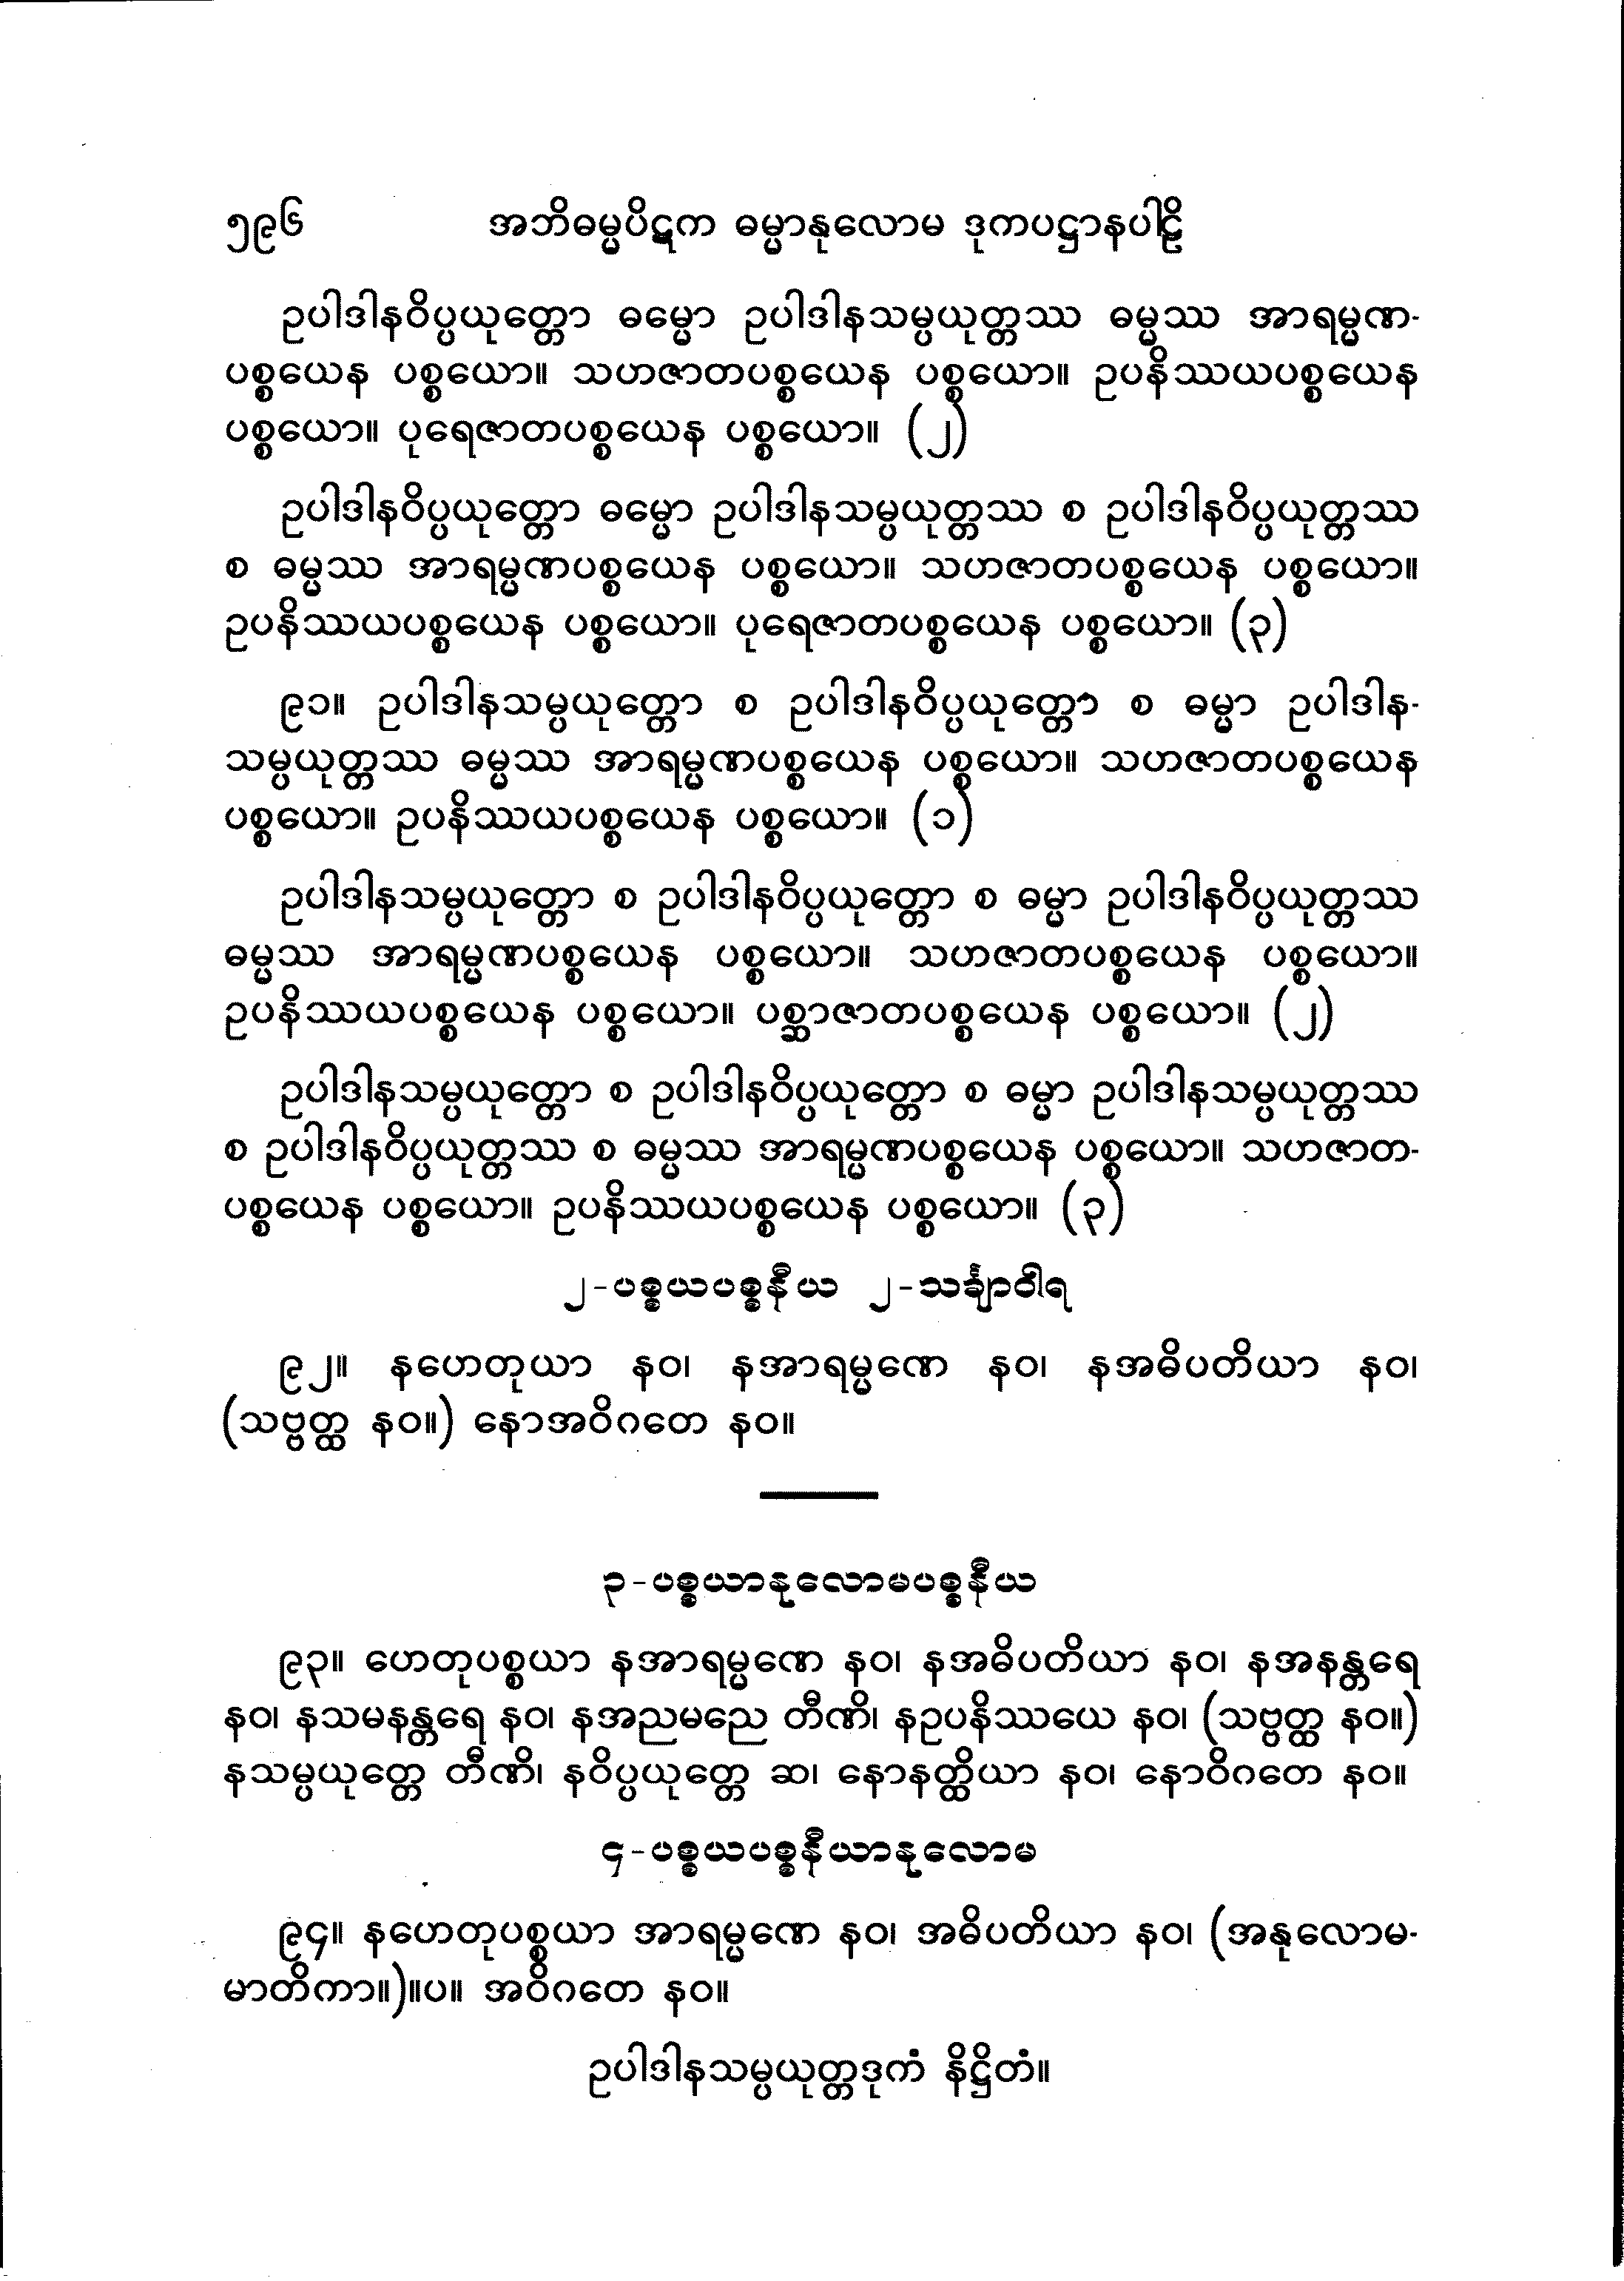 ၅၉၆ အဘိဓမ္မပိဋက ဓမ္မာနုလောမ ဒုကပဋ္ဌာနပါဠိ
ဥပါဒါနဝိပ္ပယုတ္တော ဓမ္မော ဥပါဒါနသမ္ပယုတ္တဿ ဓမ္မဿ အာရမ္မဏ-
ပစ္စယေန ပစ္စယော။ သဟဇာတပစ္စယေန ပစ္စယော။ ဥပနိဿယပစ္စယေန
ပစ္စယော။ ပုရေဇာတပစ္စယေန ပစ္စယော။ (၂)
ဥပါဒါနဝိပ္ပယုတ္တော ဓမ္မော ဥပါဒါနသမ္ပယုတ္တဿ စ ဥပါဒါနဝိပ္ပယုတ္တဿ
စ ဓမ္မဿ အာရမ္မဏပစ္စယေန ပစ္စယော။ သဟဇာတပစ္စယေန ပစ္စယော။
ဥပနိဿယပစ္စယေန ပစ္စယော။ ပုရေဇာတပစ္စယေန ပစ္စယော။ (၃)
၉၁။ ဥပါဒါနသမ္ပယုတ္တော စ ဥပါဒါနဝိပ္ပယုတ္တော စ ဓမ္မာ ဥပါဒါန-
သမ္ပယုတ္တဿ ဓမ္မဿ အာရမ္မဏပစ္စယေန ပစ္စယော။ သဟဇာတပစ္စယေန
ပစ္စယော။ ဥပနိဿယပစ္စယေန ပစ္စယော။ (၁)
ဥပါဒါနသမ္ပယုတ္တော စ ဥပါဒါနဝိပ္ပယုတ္တော စ ဓမ္မာ ဥပါဒါနဝိပ္ပယုတ္တဿ
ဓမ္မဿ အာရမ္မဏပစ္စယေန ပစ္စယော။ သဟဇာတပစ္စယေန ပစ္စယော။
ဥပနိဿယပစ္စယေန ပစ္စယော။ ပစ္ဆာဇာတပစ္စယေန ပစ္စယော။ (၂)
ဥပါဒါနသမ္ပယုတ္တော စ ဥပါဒါနဝိပ္ပယုတ္တော စ ဓမ္မာ ဥပါဒါနသမ္ပယုတ္တဿ
စ ဥပါဒါနဝိပ္ပယုတ္တဿ စ ဓမ္မဿ အာရမ္မဏပစ္စယေန ပစ္စယော။ သဟဇာတ-
ပစ္စယေန ပစ္စယော။ ဥပနိဿယပစ္စယေန ပစ္စယော။ (၃)
၂-ပစ္စယပစ္စနီယ ၂-သင်္ချာဝါရ
၉၂။ နဟေတုယာ နဝ၊ နအာရမ္မဏေ နဝ၊ နအဓိပတိယာ နဝ၊
(သဗ္ဗတ္ထ နဝ။) နောအဝိဂတေ နဝ။
၃-ပစ္စယာနုလောမပစ္စနီယ
၉၃။ ဟေတုပစ္စယာ နအာရမ္မဏေ နဝ၊ နအဓိပတိယာ နဝ၊ နအနန္တရေ
နဝ၊ နသမနန္တရေ နဝ၊ နအညမညေ တီဏိ၊ နဥပနိဿယေ နဝ၊ (သဗ္ဗတ္ထ နဝ။)
နသမ္ပယုတ္တေ တီဏိ၊ နဝိပ္ပယုတ္တေ ဆ၊ နောနတ္ထိယာ နဝ၊ နောဝိဂတေ နဝ။
၄-ပစ္စယပစ္စနီယာနုလောမ
၉၄။ နဟေတုပစ္စယာ အာရမ္မဏေ နဝ၊ အဓိပတိယာ နဝ၊ (အနုလောမ-
မာတိကာ။)။ပ။ အဝိဂတေ နဝ။
ဥပါဒါနသမ္ပယုတ္တဒုကံ နိဋ္ဌိတံ။